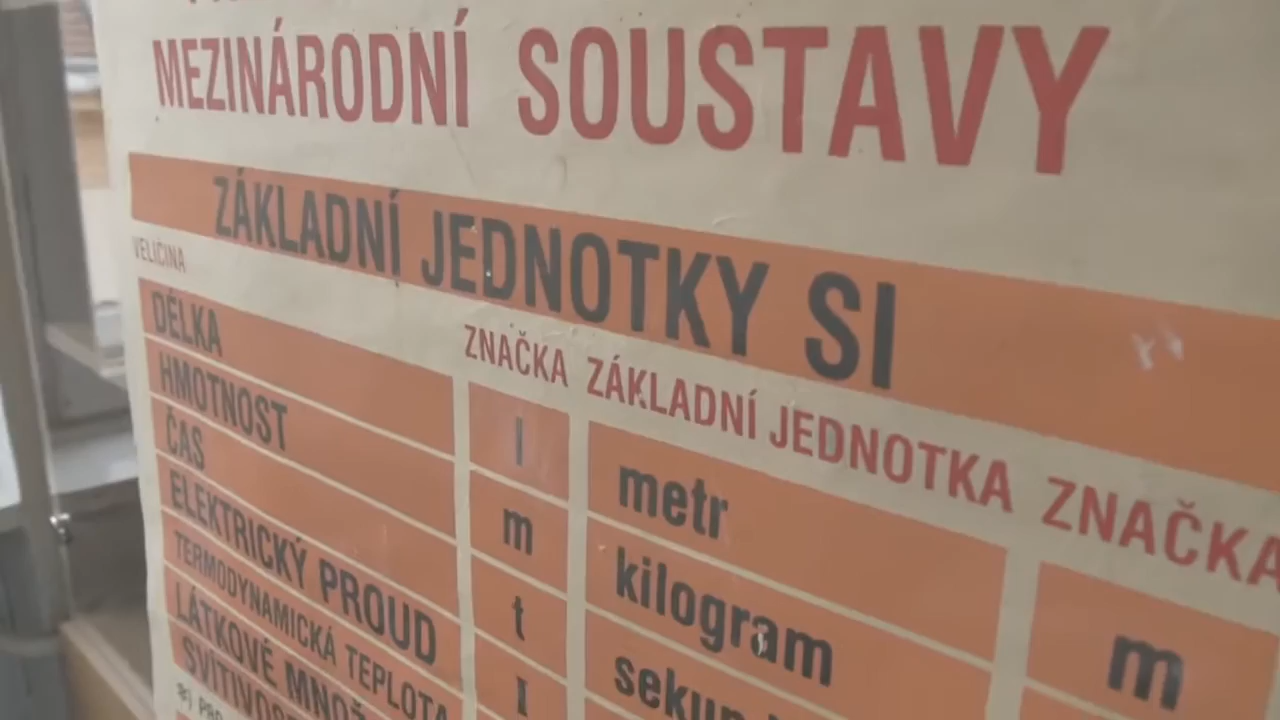 MEZINÁRODNÍ SOUSTAVY
ZÁKLADNÍ JEDNOTKY SI
VELIČINA ZNAČKA ZÁKLADNÍ JEDNOTKA ZNAČKA
DÉLKA l metr m
HMOTNOST m kilogram
ČAS t
ELEKTRICKÝ PROUD I
TERMODYNAMICKÁ TEPLOTA
LÁTKOVÉ